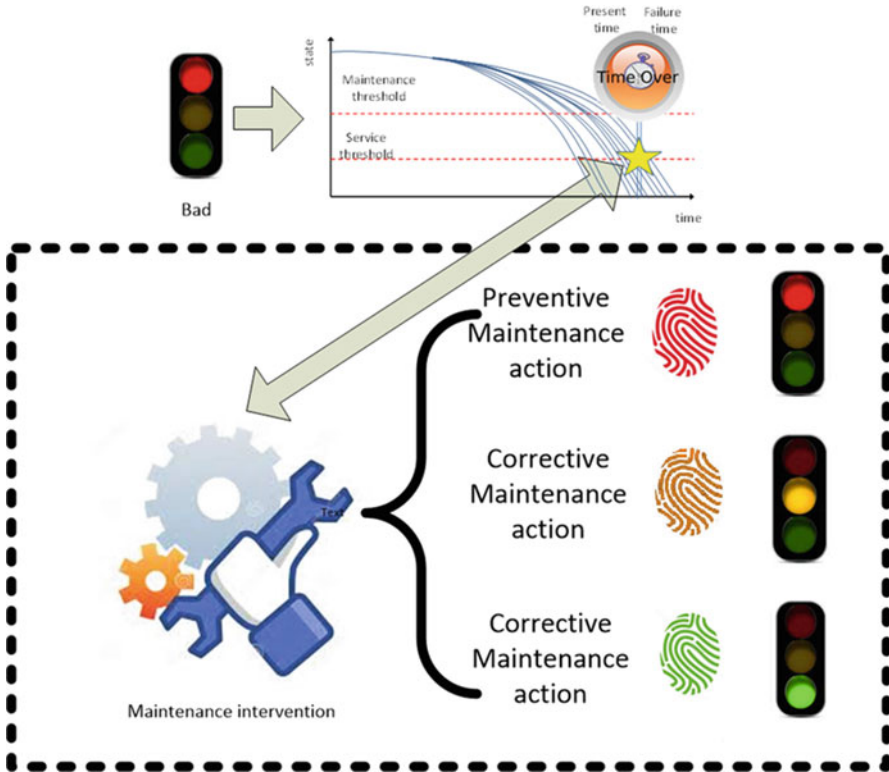 Present
time
Failure
time
state
Time Over
Maintenance
threshold
Service
threshold
time
Bad
Preventive
Maintenance
action
Corrective
Maintenance
action
Text
Corrective
Maintenance
action
Maintenance intervention